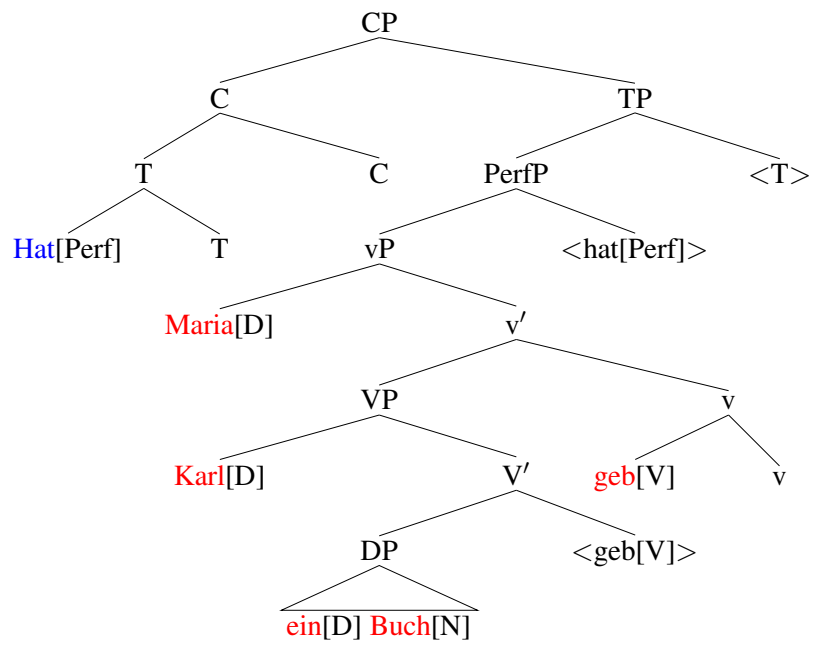 CP
C TP
T C PerfP <T>
Hat[Perf] T vP <hat[Perf]>
Maria[D] v′
VP v
Karl[D] V′ geb[V] v
DP <geb[V]>
ein[D] Buch[N]